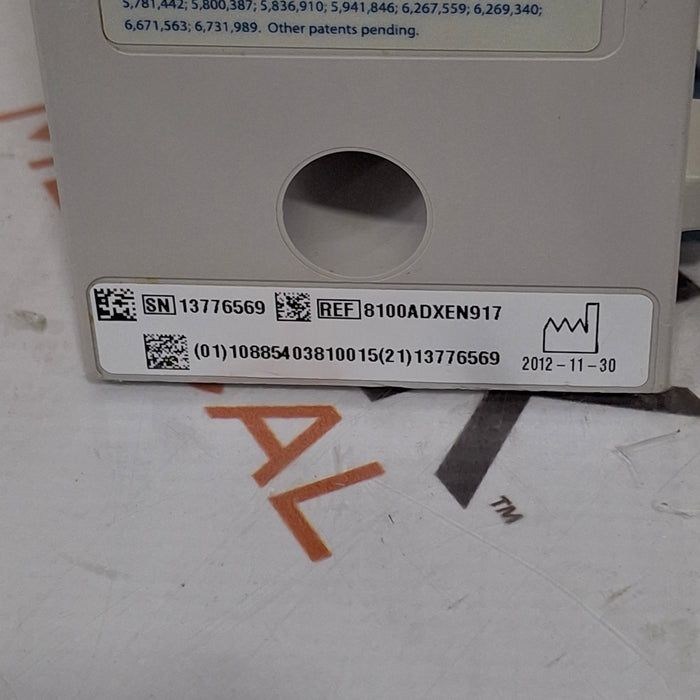 5,781,442; 5,800,387; 5,836,910; 5,941,846; 6,267,559; 6,269,340;
6,671,563; 6,731,989. Other patents pending.
SN 13776569 REF 8100ADXEN917
(01)10885403810015(21)13776569
2012-11-30
AL
TM